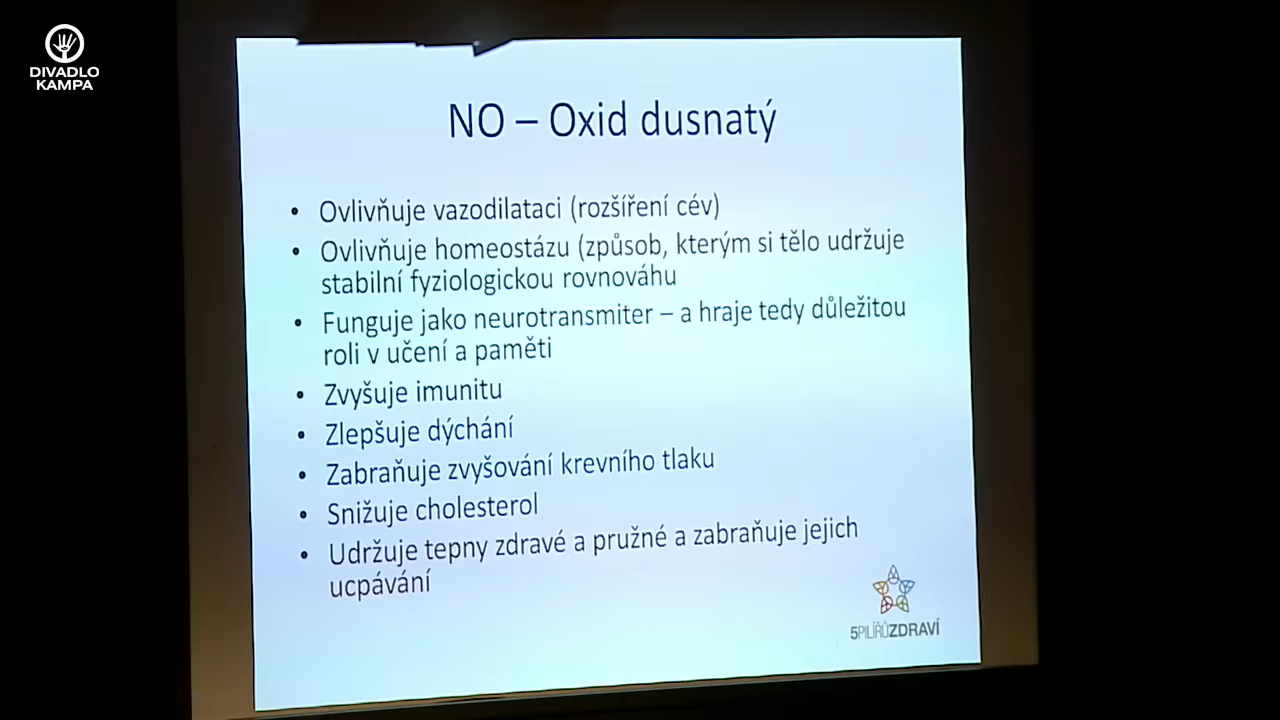 DIVADLO
KAMPA
NO – Oxid dusnatý
• Ovlivňuje vazodilataci (rozšíření cév)
• Ovlivňuje homeostázu (způsob, kterým si tělo udržuje
stabilní fyziologickou rovnováhu
• Funguje jako neurotransmiter – a hraje tedy důležitou
roli v učení a paměti
• Zvyšuje imunitu
• Zlepšuje dýchání
• Zabraňuje zvyšování krevního tlaku
• Snižuje cholesterol
• Udržuje tepny zdravé a pružné a zabraňuje jejich
ucpávání
5PILÍŘŮZDRAVÍ